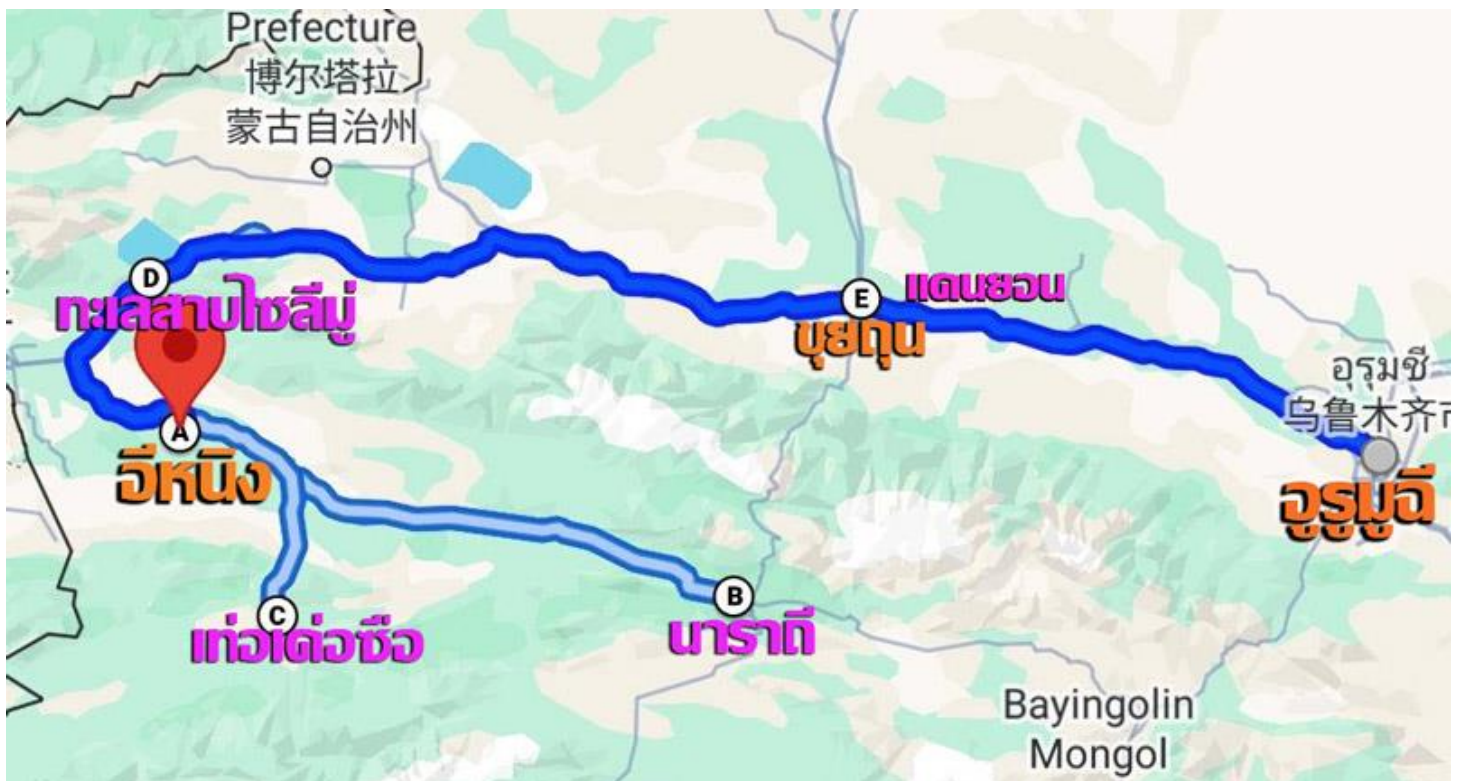 Prefecture
博尔塔拉
蒙古自治州
D
ทะเลสาบไซลีมู่
E
แดนยอน
ขุยถุน
อุรุมชี
乌鲁木齐市
A
อีหนิง
อูรูมูฉี
C
เท่อเค่อซือ
B
นาราถี
Bayingolin
Mongol